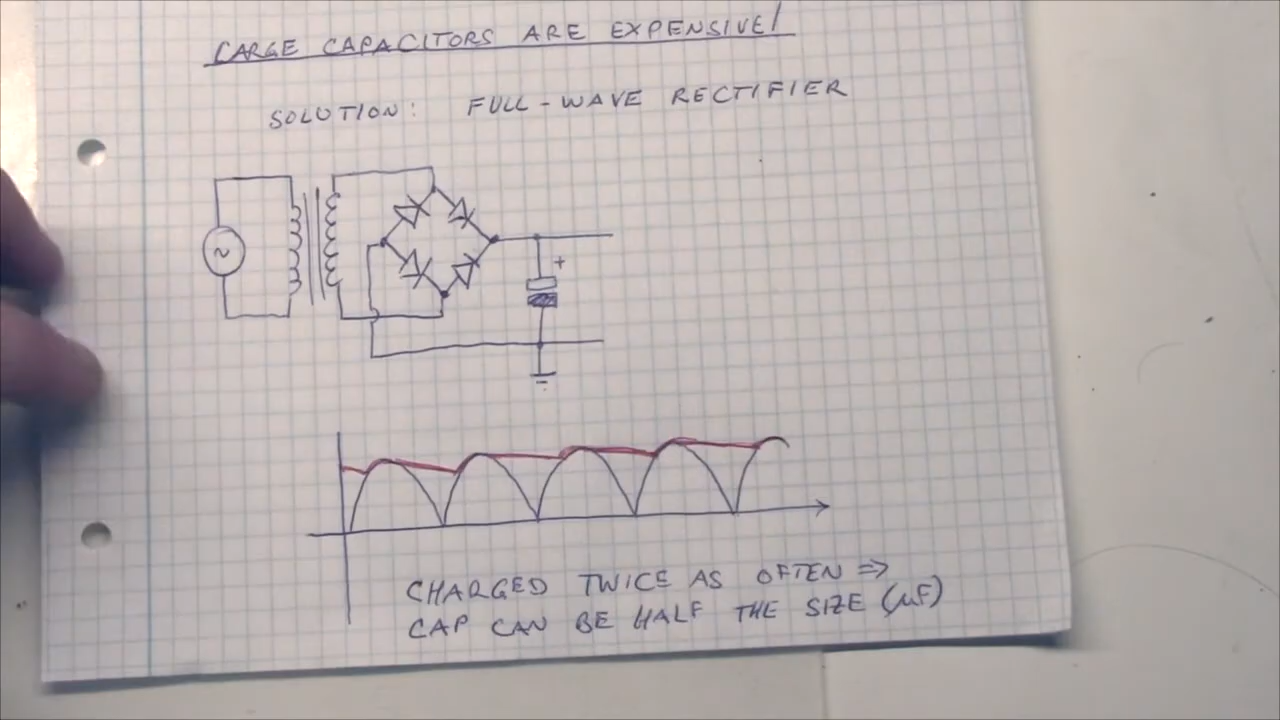 LARGE CAPACITORS ARE EXPENSIVE!
SOLUTION: FULL-WAVE RECTIFIER
~
+
CHARGED TWICE AS OFTEN ⇒
CAP CAN BE HALF THE SIZE (µF)